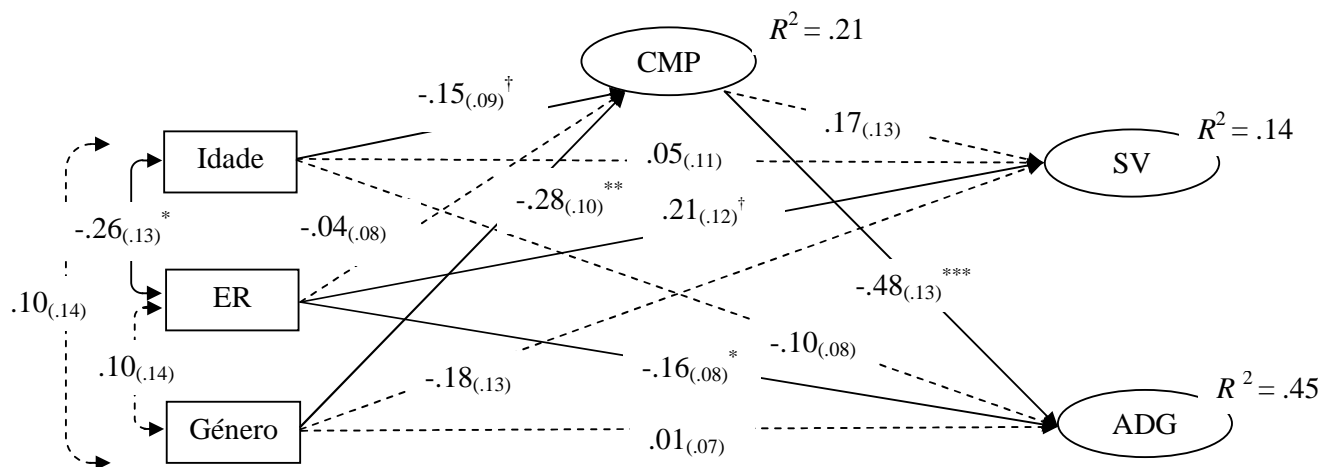 R² = .21
CMP
-.15(.09)†
.17(.13)
R² = .14
Idade
.05(.11)
SV
-.28(.10)**
.21(.12)†
-.26(.13)*
-.04(.08)
ER
-.48(.13)***
.10(.14)
-.10(.08)
.10(.14)
-.18(.13)
-.16(.08)*
R ² = .45
Género
.01(.07)
ADG